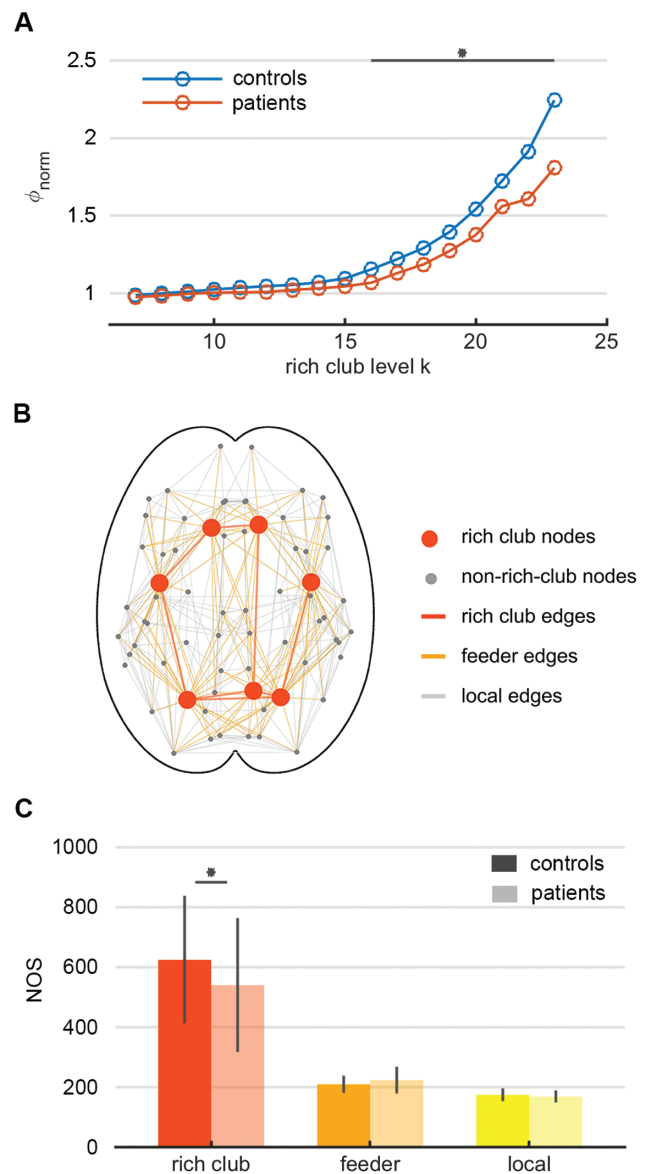 A
2.5
*
controls
patients
2
ϕnorm
1.5
1
10
15
20
25
rich club level k
B
rich club nodes
non-rich-club nodes
rich club edges
feeder edges
local edges
C
1000
controls
*
patients
800
600
NOS
400
200
0
rich club
feeder
local